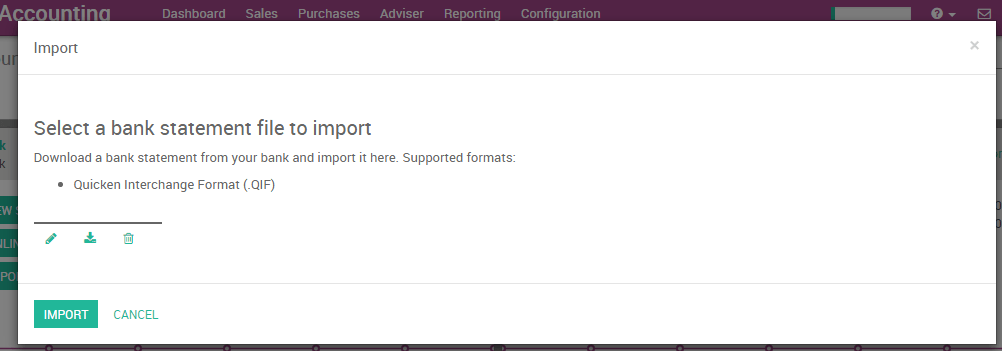 Accounting Dashboard Sales Purchases Adviser Reporting Configuration
Import ×
Select a bank statement file to import
Download a bank statement from your bank and import it here. Supported formats:
• Quicken Interchange Format (.QIF)
IMPORT CANCEL